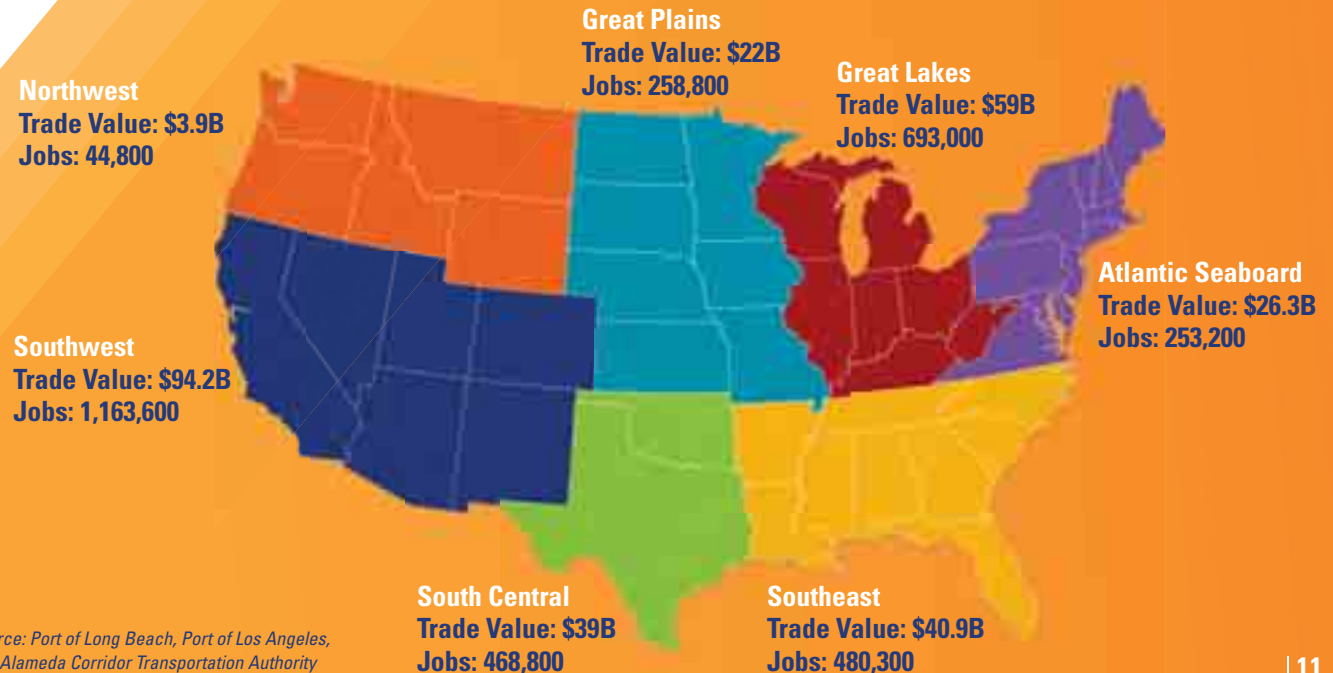 Great Plains
Trade Value: $22B
Jobs: 258,800
Great Lakes
Trade Value: $59B
Jobs: 693,000
Northwest
Trade Value: $3.9B
Jobs: 44,800
Atlantic Seaboard
Trade Value: $26.3B
Jobs: 253,200
Southwest
Trade Value: $94.2B
Jobs: 1,163,600
South Central
Trade Value: $39B
Jobs: 468,800
Southeast
Trade Value: $40.9B
Jobs: 480,300
rce: Port of Long Beach, Port of Los Angeles,
Alameda Corridor Transportation Authority
| 11